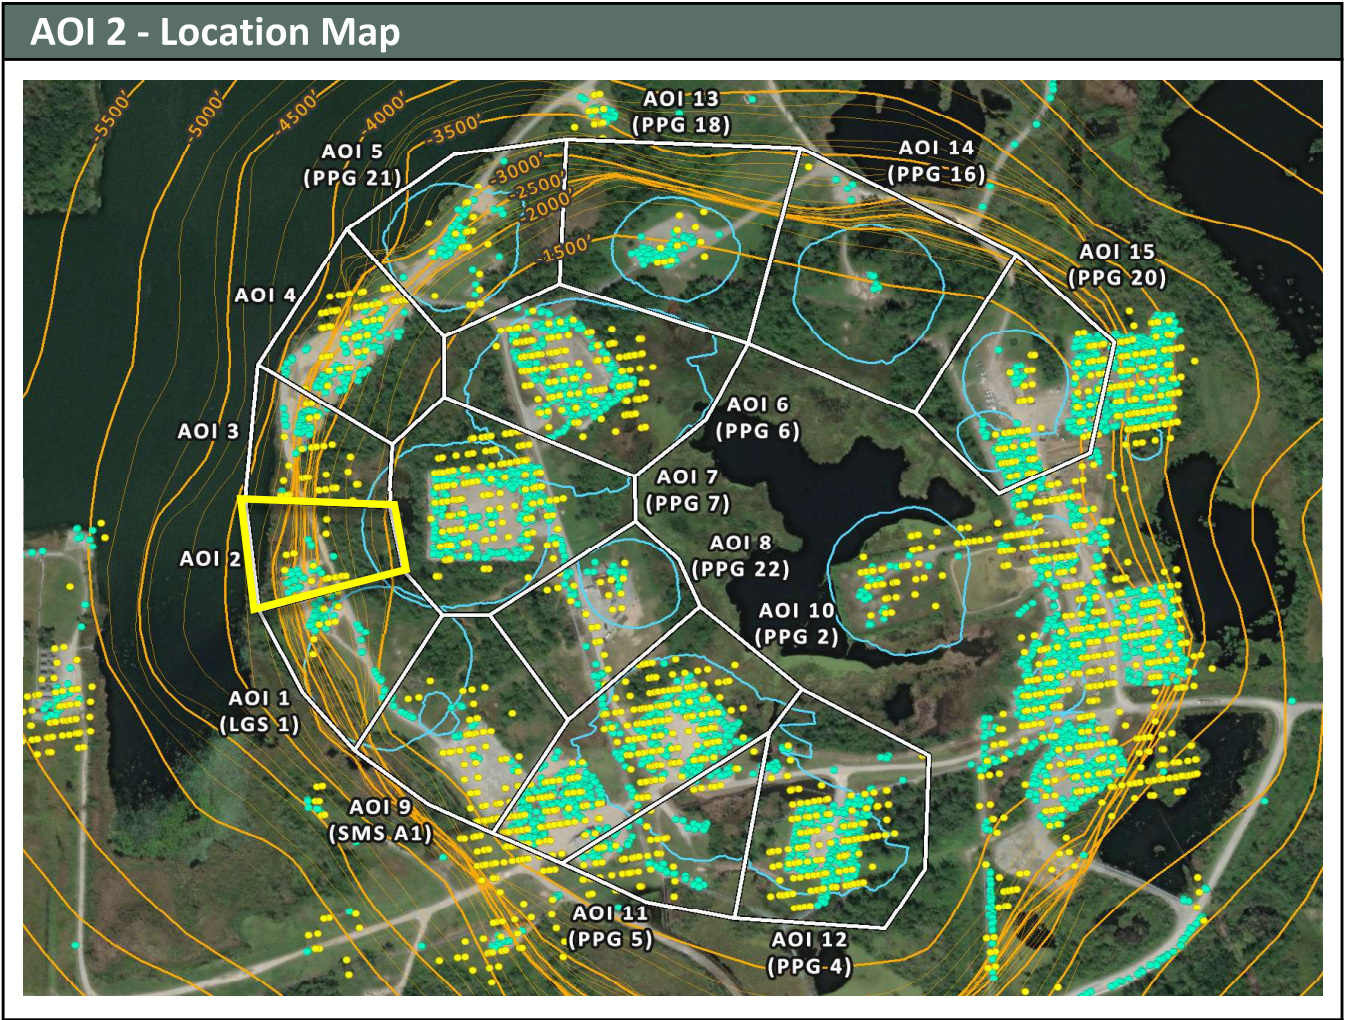 AOI 2 - Location Map
-5500'
-5000'
-4500'
-4000'
-3500'
-3000'
-2500'
-2000'
-1500'
AOI 13
(PPG 18)
AOI 5
(PPG 21)
AOI 14
(PPG 16)
AOI 15
(PPG 20)
AOI 4
AOI 3
AOI 6
(PPG 6)
AOI 7
(PPG 7)
AOI 2
AOI 8
(PPG 22)
AOI 10
(PPG 2)
AOI 1
(LGS 1)
AOI 9
(SMS A1)
AOI 11
(PPG 5)
AOI 12
(PPG 4)